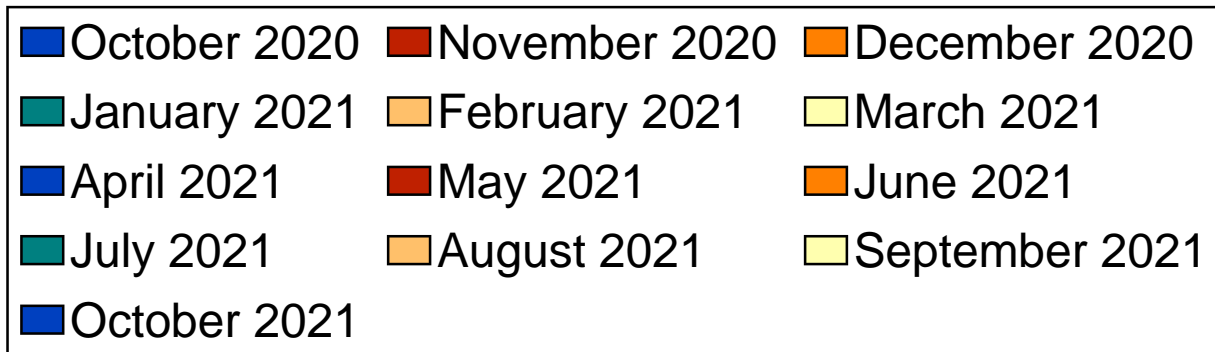 October 2020 November 2020 December 2020
January 2021 February 2021 March 2021
April 2021 May 2021 June 2021
July 2021 August 2021 September 2021
October 2021